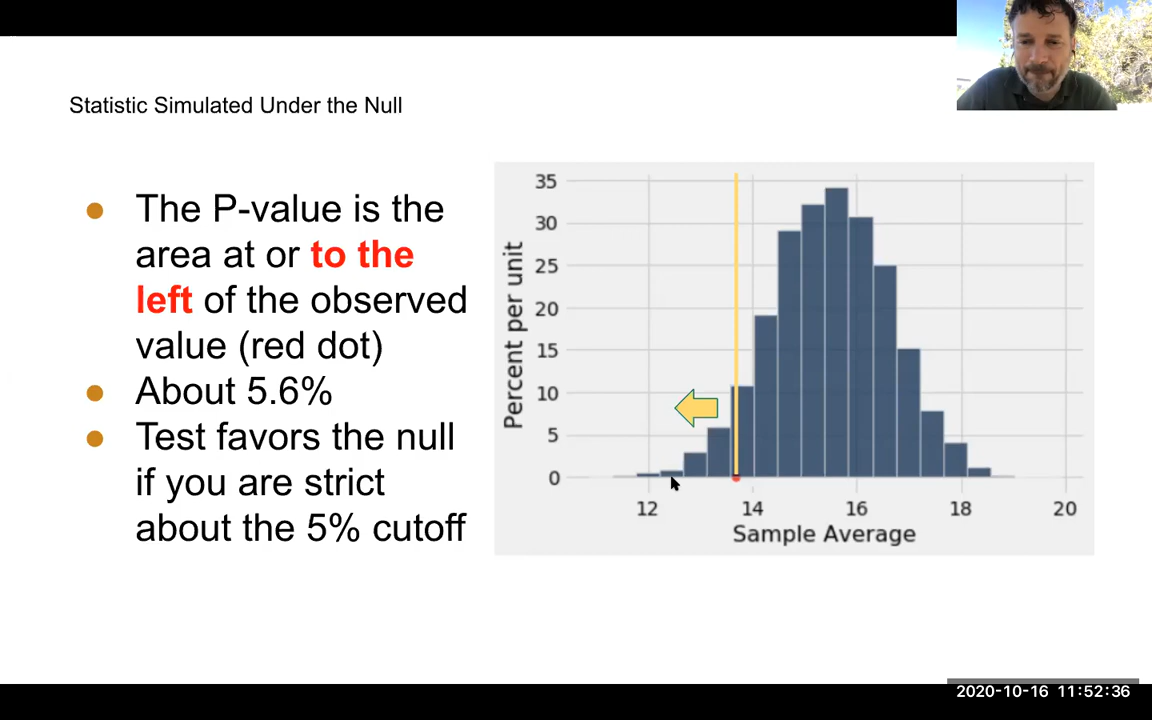 Statistic Simulated Under the Null
● The P-value is the
area at or to the
left of the observed
value (red dot)
● About 5.6%
● Test favors the null
if you are strict
about the 5% cutoff
Percent per unit
35
30
25
20
15
10
5
0
12 14 16 18 20
Sample Average
2020-10-16 11:52:36